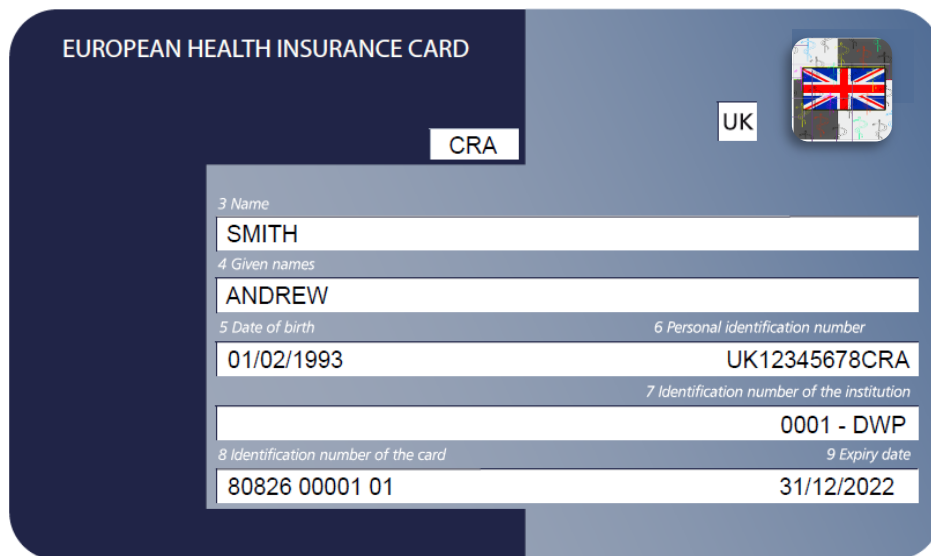 EUROPEAN HEALTH INSURANCE CARD
UK
CRA
3 Name
SMITH
4 Given names
ANDREW
5 Date of birth 6 Personal identification number
01/02/1993 UK12345678CRA
7 Identification number of the institution
0001 - DWP
8 Identification number of the card 9 Expiry date
80826 00001 01 31/12/2022